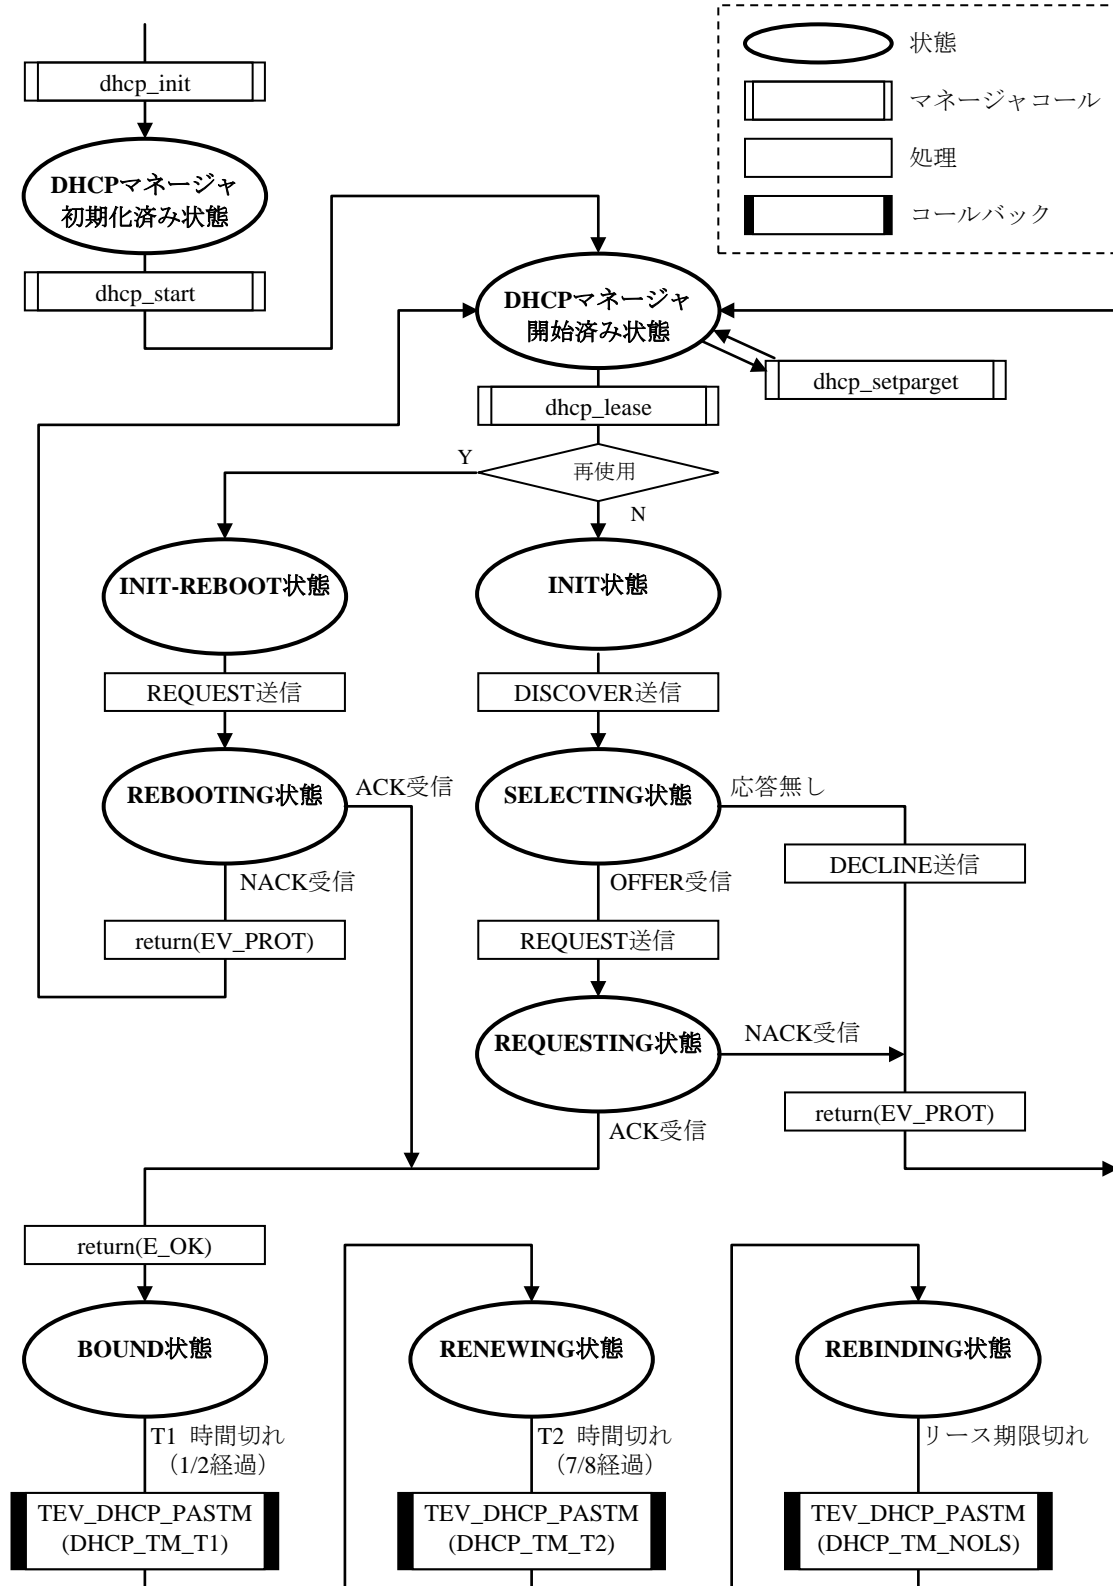 状態
dhcp_init
マネージャコール
処理
DHCPマネージャ
初期化済み状態
コールバック
dhcp_start
DHCPマネージャ
開始済み状態
dhcp_setparget
dhcp_lease
Y
再使用
N
INIT-REBOOT状態
INIT状態
REQUEST送信
DISCOVER送信
REBOOTING状態
ACK受信
SELECTING状態
応答無し
DECLINE送信
NACK受信
OFFER受信
return(EV_PROT)
REQUEST送信
REQUESTING状態
NACK受信
return(EV_PROT)
ACK受信
return(E_OK)
BOUND状態
RENEWING状態
REBINDING状態
T1 時間切れ
（1/2経過）
T2 時間切れ
（7/8経過）
リース期限切れ
TEV_DHCP_PASTM
(DHCP_TM_T1)
TEV_DHCP_PASTM
(DHCP_TM_T2)
TEV_DHCP_PASTM
(DHCP_TM_NOLS)